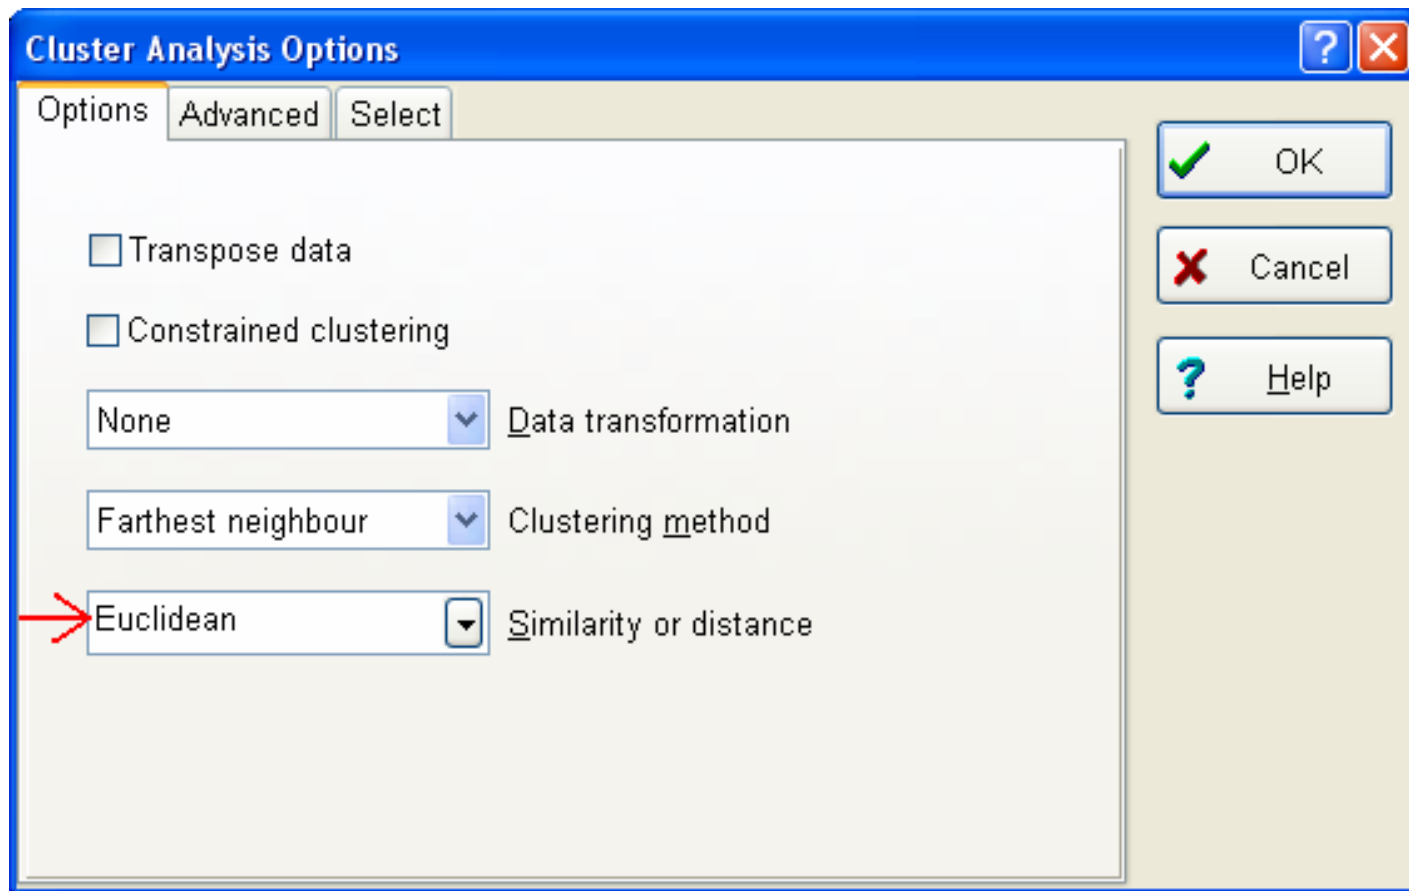 Cluster Analysis Options
Options
Advanced
Select
OK
Cancel
Help
Transpose data
Constrained clustering
None
Data transformation
Farthest neighbour
Clustering method
Euclidean
Similarity or distance